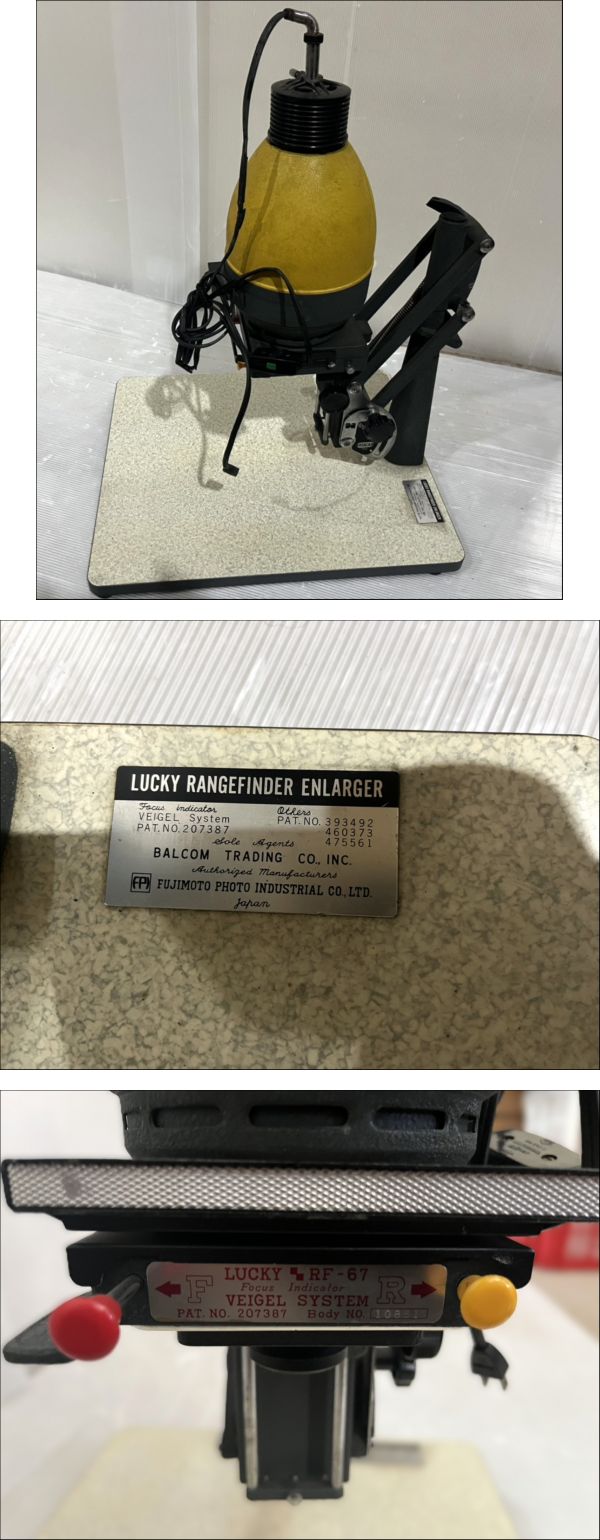 LUCKY RANGEFINDER ENLARGER
Focus indicator Others
VEIGEL System PAT. NO. 393492
PAT. NO. 207387 460373
Sole Agents 475561
BALCOM TRADING CO., INC.
Authorized Manufacturers
FPI FUJIMOTO PHOTO INDUSTRIAL CO., LTD.
Japan
LUCKY RF-67
F Focus Indicator R
VEIGEL SYSTEM
PAT. NO. 207387 Body NO.